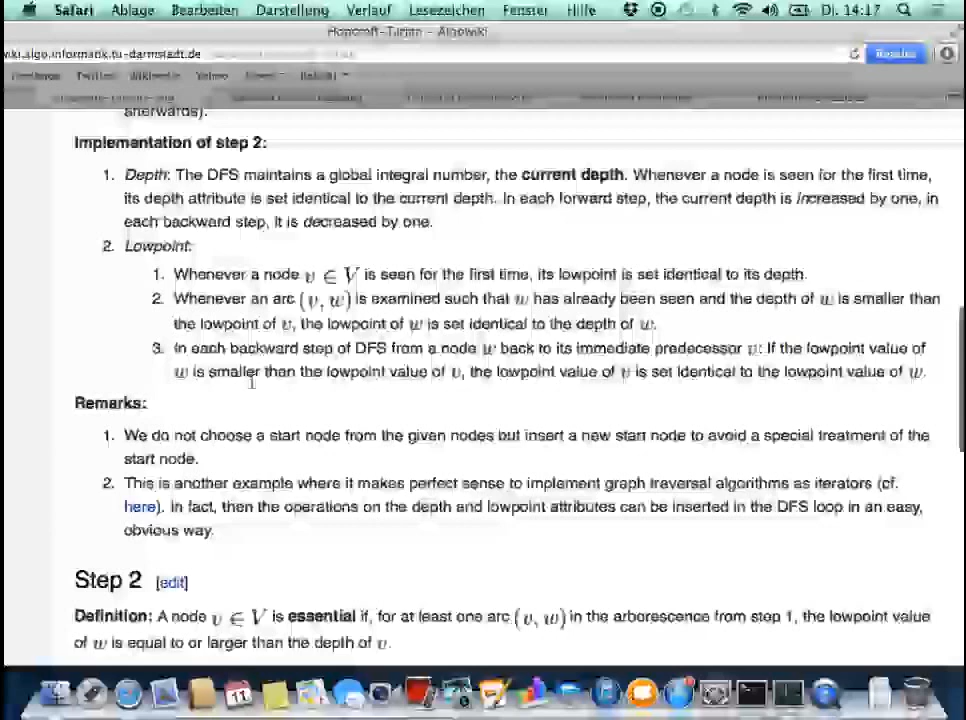 Safari Ablage Bearbeiten Darstellung Verlauf Lesezeichen Fenster Hilfe Di. 14:17
Hopcroft-Tarjan – Algowiki
wiki.algo.informatik.tu-darmstadt.de Reader
Twitter Wikipedia Yahoo
afterwards).
Implementation of step 2:
1. Depth: The DFS maintains a global integral number, the current depth. Whenever a node is seen for the first time,
its depth attribute is set identical to the current depth. In each forward step, the current depth is increased by one, in
each backward step, it is decreased by one.
2. Lowpoint:
1. Whenever a node v ∈ V is seen for the first time, its lowpoint is set identical to its depth.
2. Whenever an arc (v, w) is examined such that w has already been seen and the depth of w is smaller than
the lowpoint of v, the lowpoint of w is set identical to the depth of w.
3. In each backward step of DFS from a node w back to its immediate predecessor v: If the lowpoint value of
w is smaller than the lowpoint value of v, the lowpoint value of v is set identical to the lowpoint value of w.
Remarks:
1. We do not choose a start node from the given nodes but insert a new start node to avoid a special treatment of the
start node.
2. This is another example where it makes perfect sense to implement graph traversal algorithms as iterators (cf.
here). In fact, then the operations on the depth and lowpoint attributes can be inserted in the DFS loop in an easy,
obvious way.
Step 2 [edit]
Definition: A node v ∈ V is essential if, for at least one arc (v, w) in the arborescence from step 1, the lowpoint value
of w is equal to or larger than the depth of v.
11